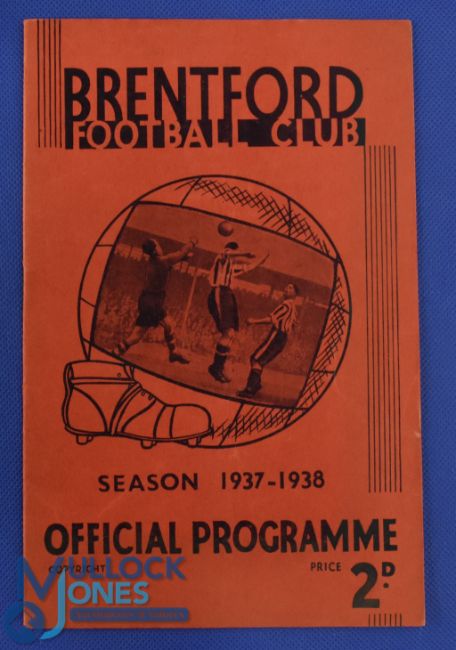 BRENTFORD
FOOTBALL CLUB
SEASON 1937-1938
OFFICIAL PROGRAMME
COPYRIGHT
PRICE 2D.
MULLOCK
JONES